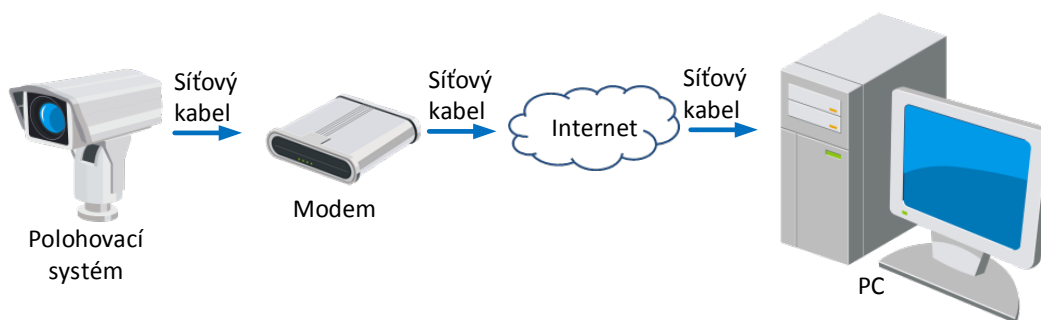 Síťový
kabel
Síťový
kabel
Síťový
kabel
Internet
Modem
Polohovací
systém
PC